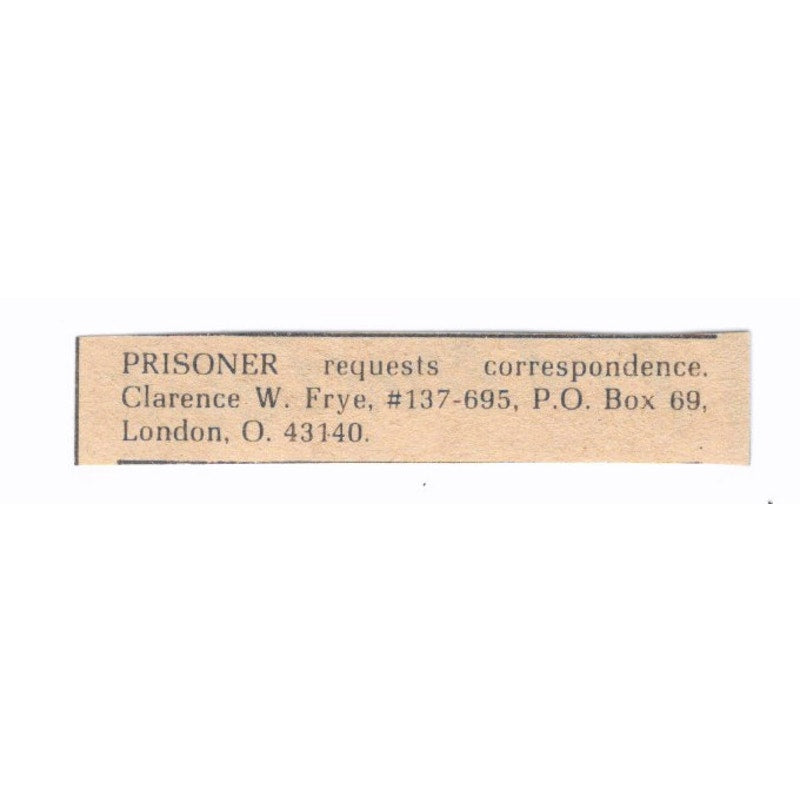 PRISONER requests correspondence.
Clarence W. Frye, #137-695, P.O. Box 69,
London, O. 43140.